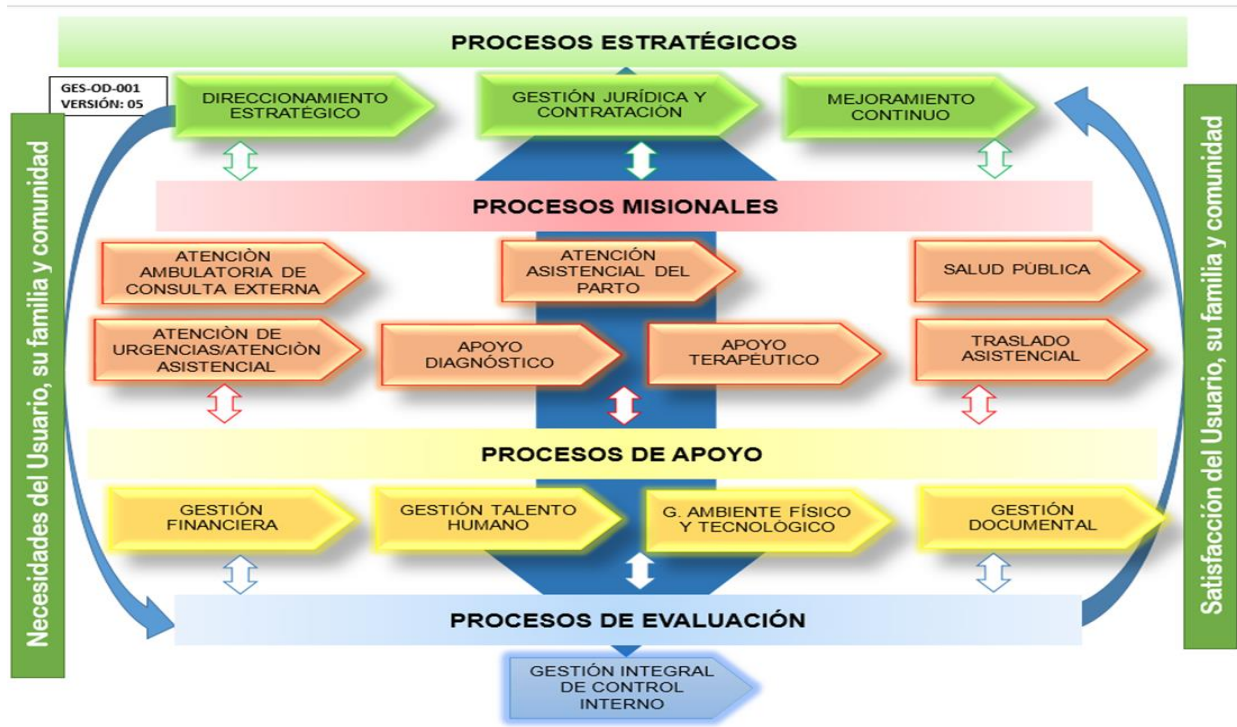 PROCESOS ESTRATÉGICOS
GES-OD-001
VERSIÓN: 05
DIRECCIONAMIENTO
ESTRATÉGICO
GESTIÓN JURÍDICA Y
CONTRATACIÓN
MEJORAMIENTO
CONTINUO
Necesidades del Usuario, su familia y comunidad
Satisfacción del Usuario, su familia y comunidad
PROCESOS MISIONALES
ATENCIÒN
AMBULATORIA DE
CONSULTA EXTERNA
ATENCIÓN
ASISTENCIAL DEL
PARTO
SALUD PÚBLICA
ATENCIÒN DE
URGENCIAS/ATENCIÒN
ASISTENCIAL
APOYO
DIAGNÓSTICO
APOYO
TERAPÉUTICO
TRASLADO
ASISTENCIAL
PROCESOS DE APOYO
GESTIÓN
FINANCIERA
GESTIÓN TALENTO
HUMANO
G. AMBIENTE FÍSICO
Y TECNOLÓGICO
GESTIÓN
DOCUMENTAL
PROCESOS DE EVALUACIÓN
GESTIÓN INTEGRAL
DE CONTROL
INTERNO